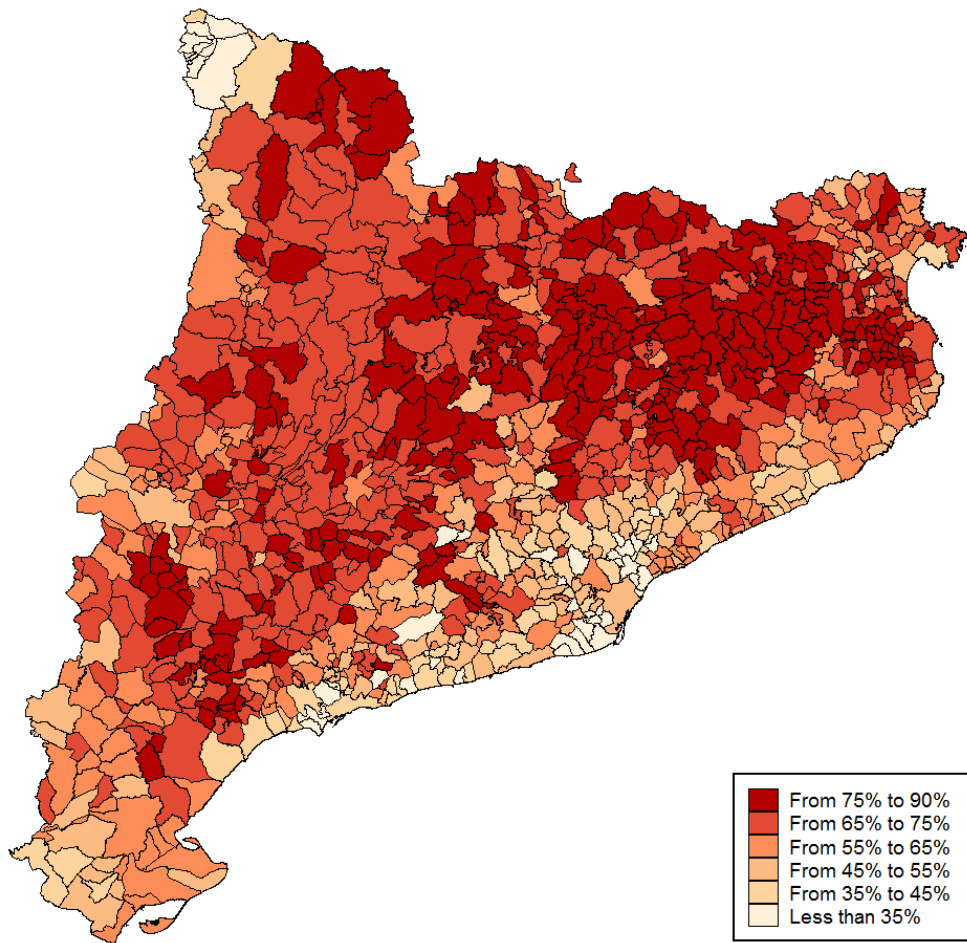 From 75% to 90%
From 65% to 75%
From 55% to 65%
From 45% to 55%
From 35% to 45%
Less than 35%